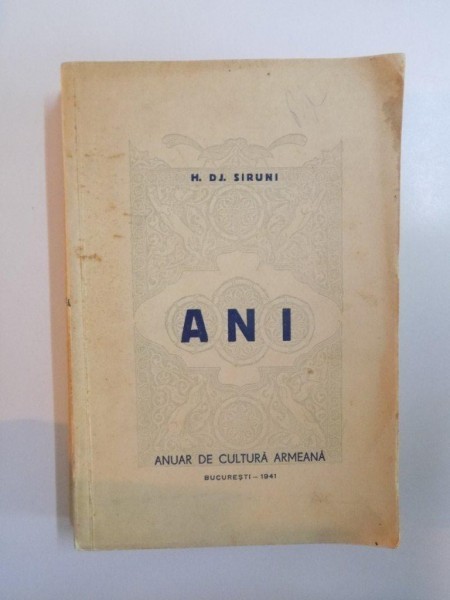 H. DJ. SIRUNI
ANI
ANUAR DE CULTURĂ ARMEANĂ
BUCUREȘTI — 1941